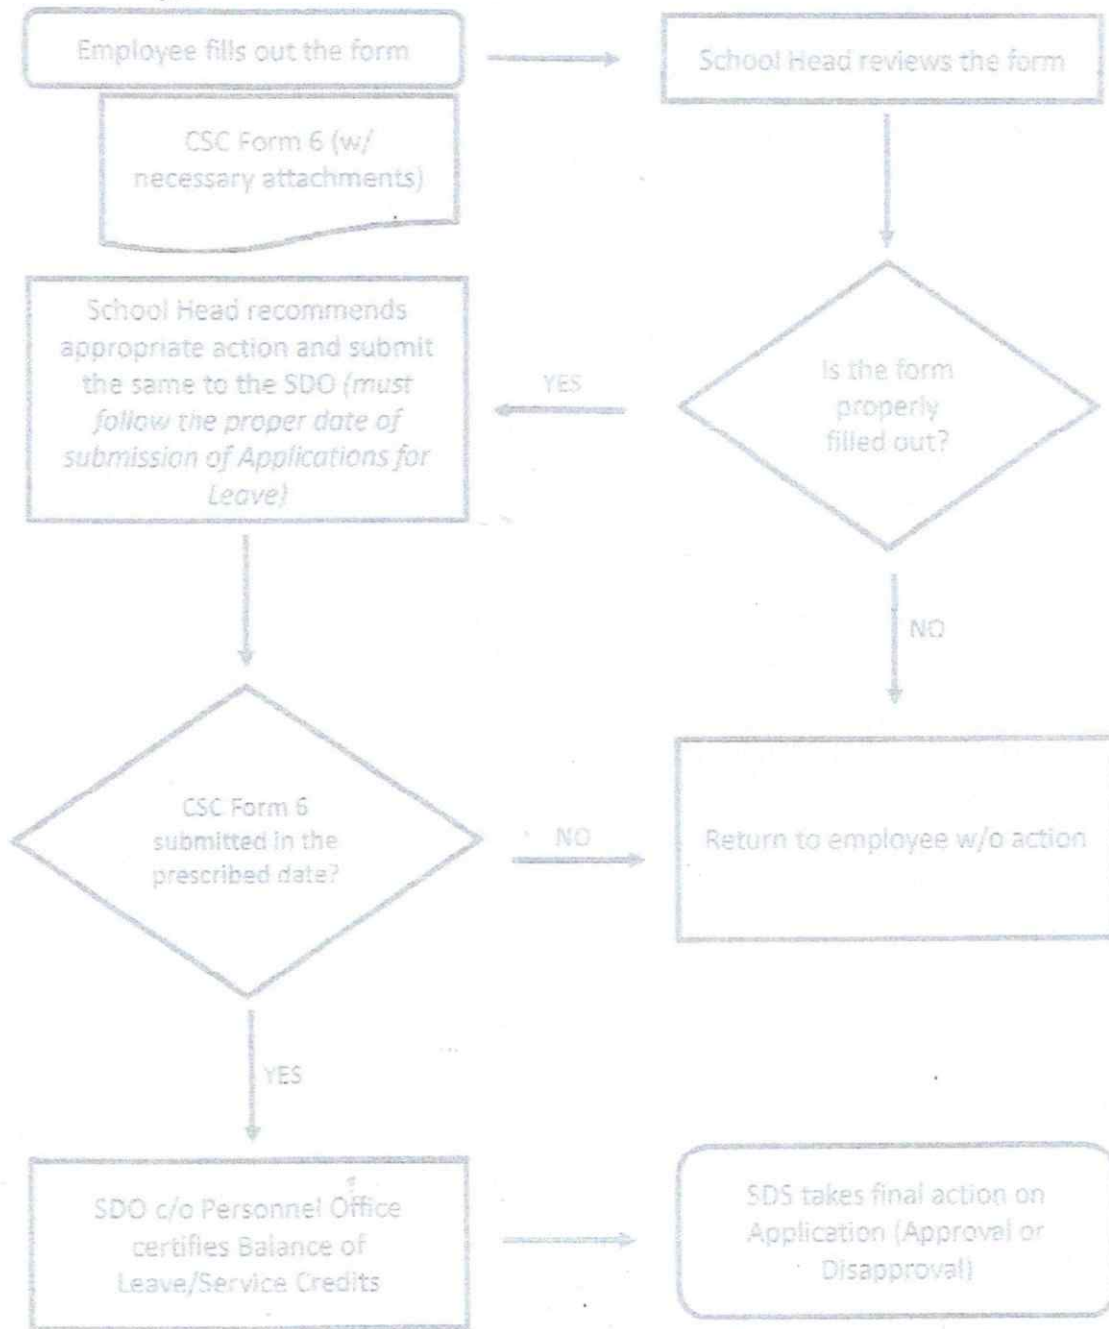 Employee fills out the form
School Head reviews the form
CSC Form 6 (w/
necessary attachments)
School Head recommends
appropriate action and submit
the same to the SDO (must
follow the proper date of
submission of Applications for
Leave)
YES
Is the form
properly
filled out?
NO
CSC Form 6
submitted in the
prescribed date?
NO
Return to employee w/o action
YES
SDO c/o Personnel Office
certifies Balance of
Leave/Service Credits
SDS takes final action on
Application (Approval or
Disapproval)